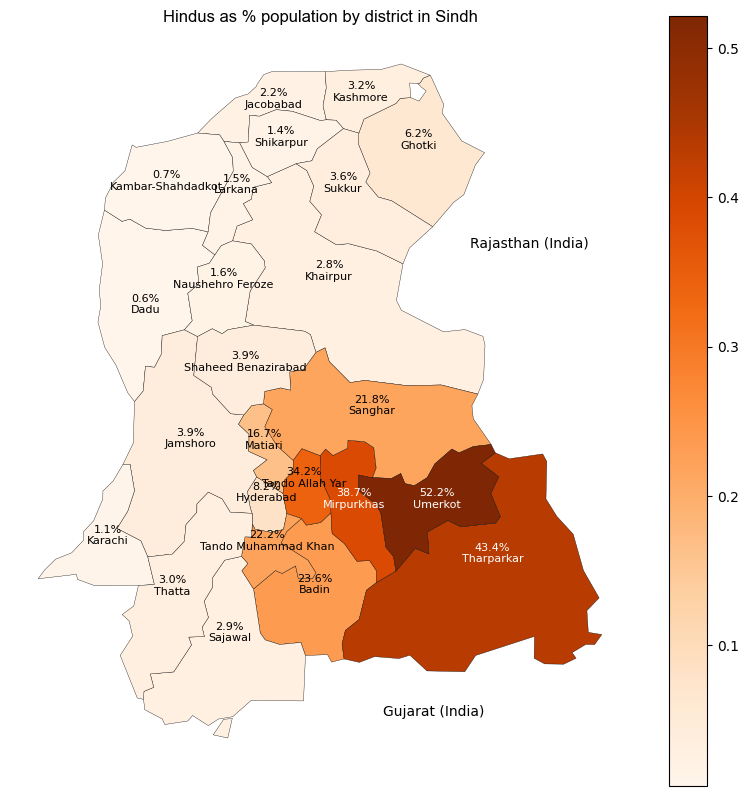 Hindus as % population by district in Sindh
2.2%
Jacobabad
3.2%
Kashmore
1.4%
Shikarpur
6.2%
Ghotki
0.7%
Kambar-Shahdadkot
1.5%
Larkana
3.6%
Sukkur
Rajasthan (India)
2.8%
Khairpur
1.6%
Naushehro Feroze
0.6%
Dadu
3.9%
Shaheed Benazirabad
21.8%
Sanghar
3.9%
Jamshoro
16.7%
Matiari
34.2%
Tando Allah Yar
8.2%
Hyderabad
38.7%
Mirpurkhas
52.2%
Umerkot
1.1%
Karachi
22.2%
Tando Muhammad Khan
43.4%
Tharparkar
3.0%
Thatta
23.6%
Badin
2.9%
Sajawal
Gujarat (India)
0.5
0.4
0.3
0.2
0.1